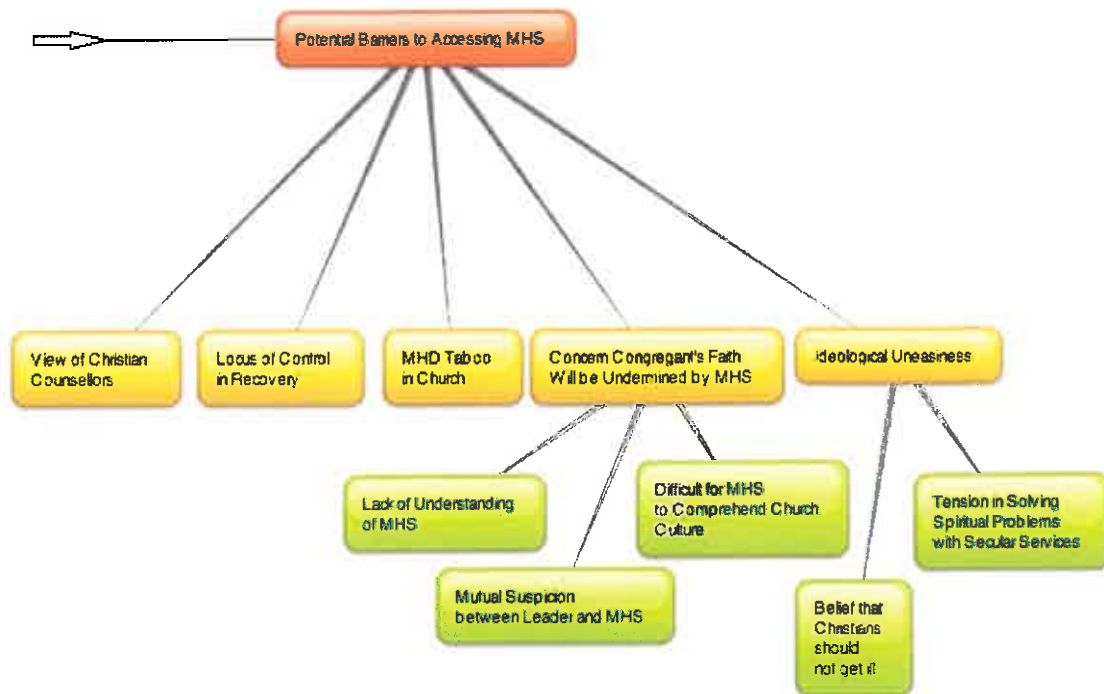 Potential Barriers to Accessing MHS
View of Christian
Counsellors
Locus of Control
in Recovery
MHD Taboo
in Church
Concern Congregant's Faith
Will be Undermined by MHS
Ideological Uneasiness
Lack of Understanding
of MHS
Mutual Suspicion
between Leader and MHS
Difficult for MHS
to Comprehend Church
Culture
Belief that
Christians
should
not get ill
Tension in Solving
Spiritual Problems
with Secular Services